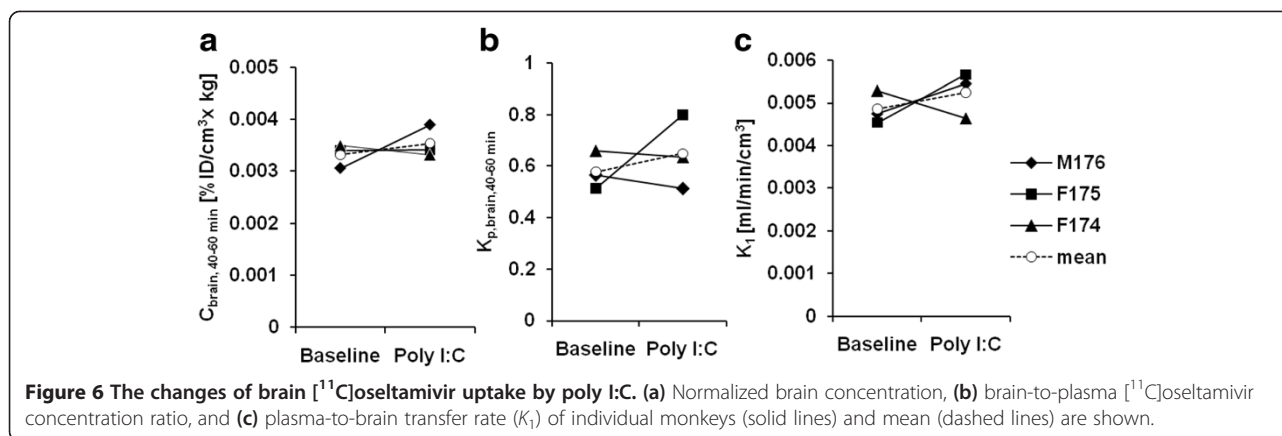 a
0.005
0.004
0.003
0.002
0.001
0
C_brain, 40-60 min [% ID/cm³x kg]
Baseline Poly I:C
b
1
0.8
0.6
0.4
0.2
0
K_p,brain,40-60 min
Baseline Poly I:C
c
0.006
0.005
0.004
0.003
0.002
0.001
0
K₁ [ml/min/cm³]
Baseline Poly I:C
M176
F175
F174
mean
Figure 6 The changes of brain [¹¹C]oseltamivir uptake by poly I:C. (a) Normalized brain concentration, (b) brain-to-plasma [¹¹C]oseltamivir
concentration ratio, and (c) plasma-to-brain transfer rate (K₁) of individual monkeys (solid lines) and mean (dashed lines) are shown.